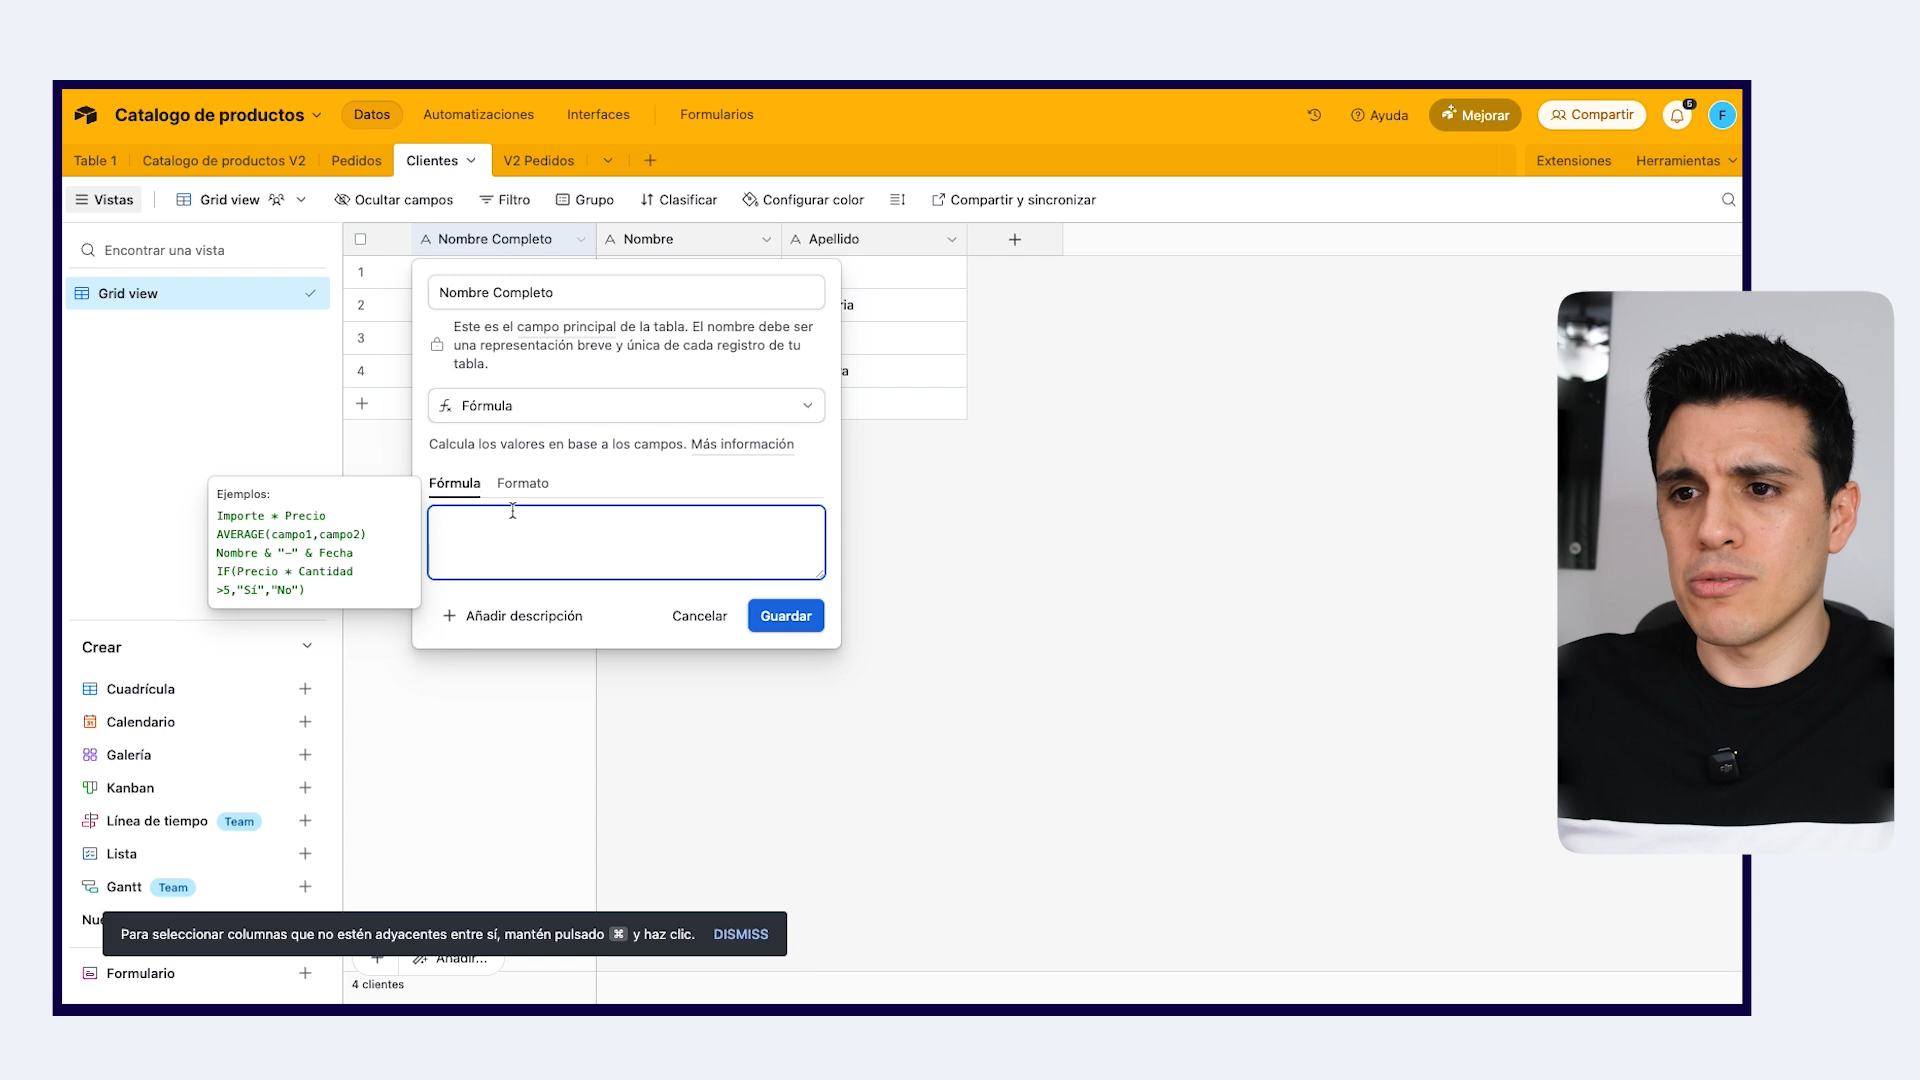 Catalogo de productos
Datos
Automatizaciones
Interfaces
Formularios
Ayuda
Mejorar
Compartir
6
F
Table 1
Catalogo de productos V2
Pedidos
Clientes
V2 Pedidos
Extensiones
Herramientas
Vistas
Grid view
Ocultar campos
Filtro
Grupo
Clasificar
Configurar color
Compartir y sincronizar
Encontrar una vista
Grid view
Nombre Completo
Nombre
Apellido
1
2
3
4
ria
a
Nombre Completo
Este es el campo principal de la tabla. El nombre debe ser
una representación breve y única de cada registro de tu
tabla.
Fórmula
Calcula los valores en base a los campos. Más información
Fórmula
Formato
Ejemplos:
Importe * Precio
AVERAGE(campo1,campo2)
Nombre & "-" & Fecha
IF(Precio * Cantidad
>5,"Sí","No")
Añadir descripción
Cancelar
Guardar
Crear
Cuadrícula
Calendario
Galería
Kanban
Línea de tiempo Team
Lista
Gantt Team
Nu
Para seleccionar columnas que no estén adyacentes entre sí, mantén pulsado ⌘ y haz clic. DISMISS
Añadir...
Formulario
4 clientes